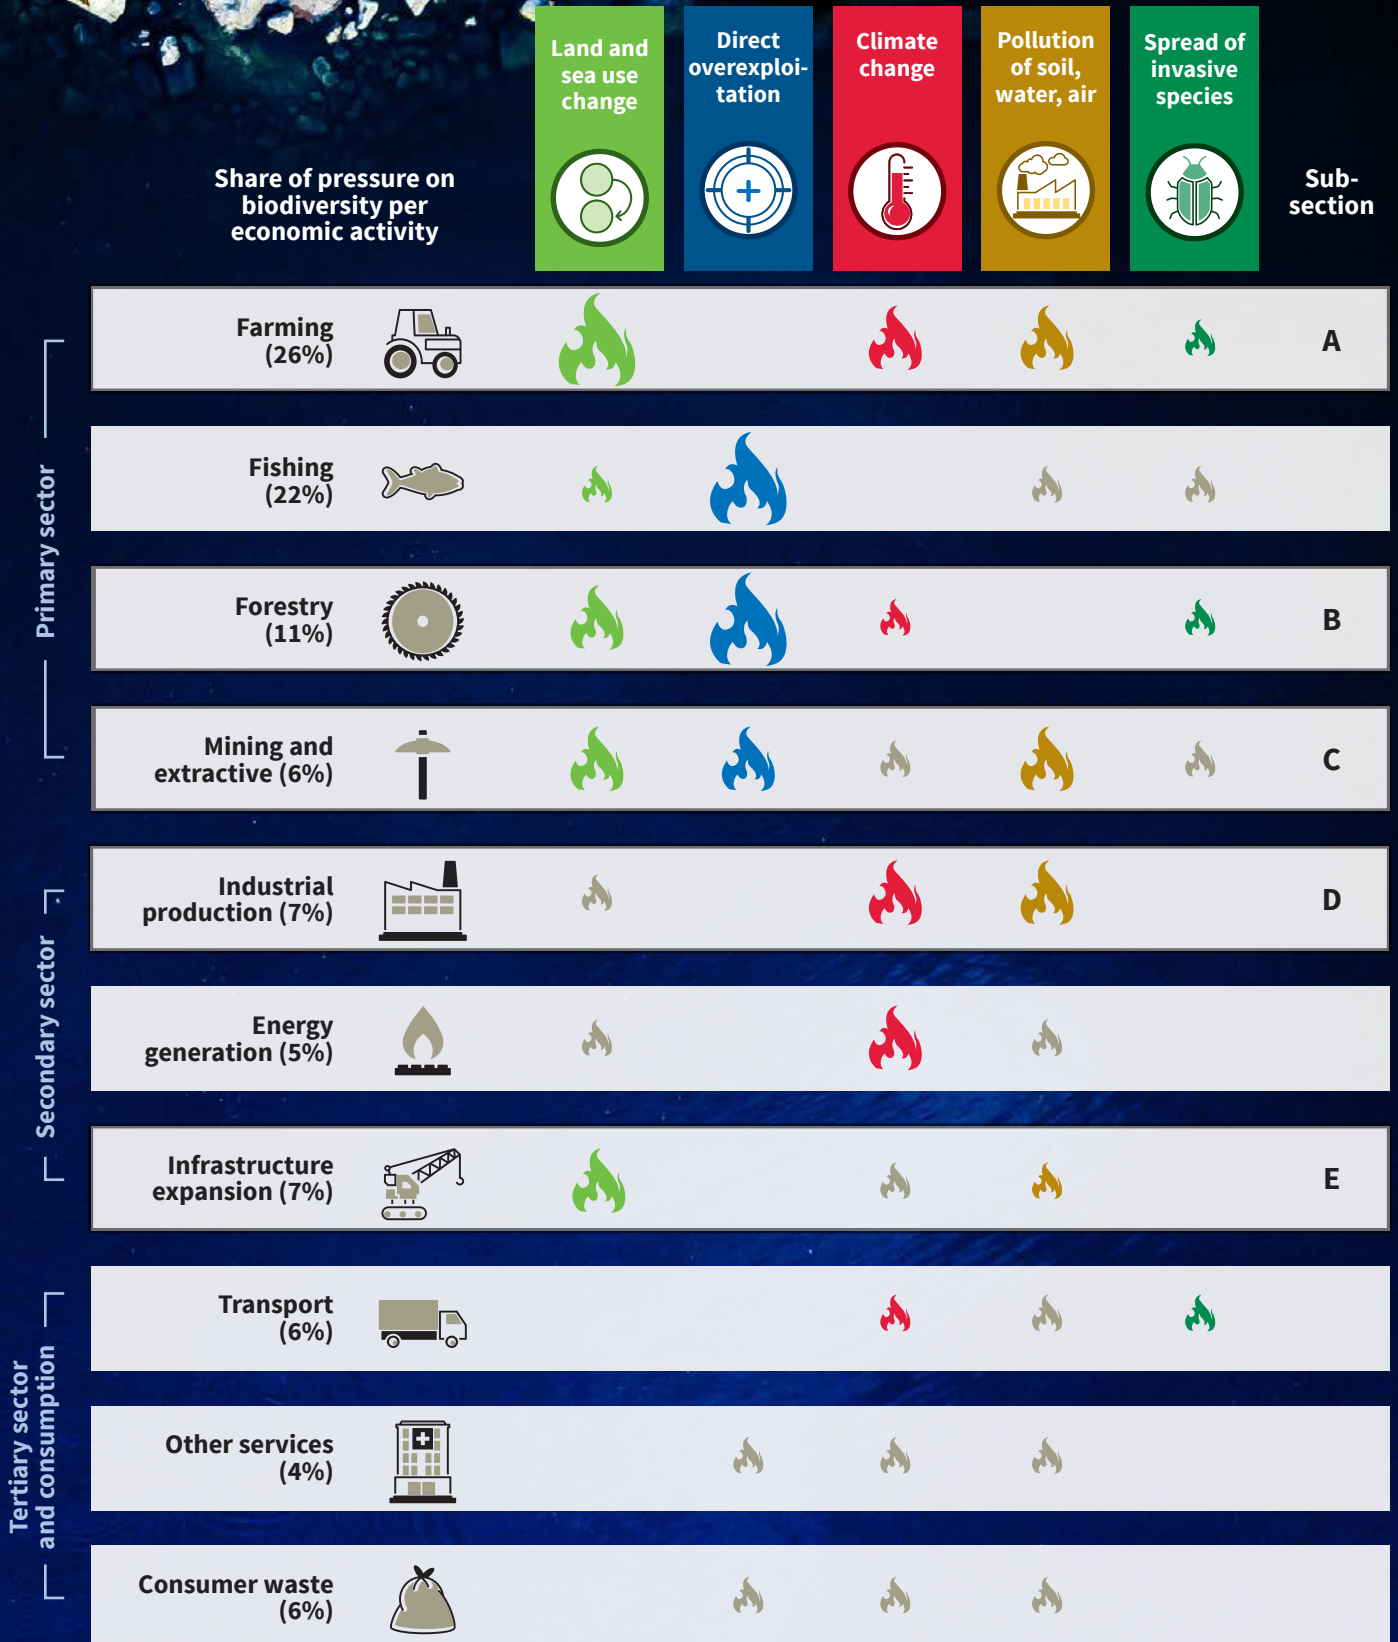 Land and
sea use
change
Direct
overexploi-
tation
Climate
change
Pollution
of soil,
water, air
Spread of
invasive
species
Share of pressure on
biodiversity per
economic activity
Sub-
section
Primary sector
Farming
(26%)
A
Fishing
(22%)
Forestry
(11%)
B
Mining and
extractive (6%)
C
Secondary sector
Industrial
production (7%)
D
Energy
generation (5%)
Infrastructure
expansion (7%)
E
Tertiary sector
and consumption
Transport
(6%)
Other services
(4%)
Consumer waste
(6%)